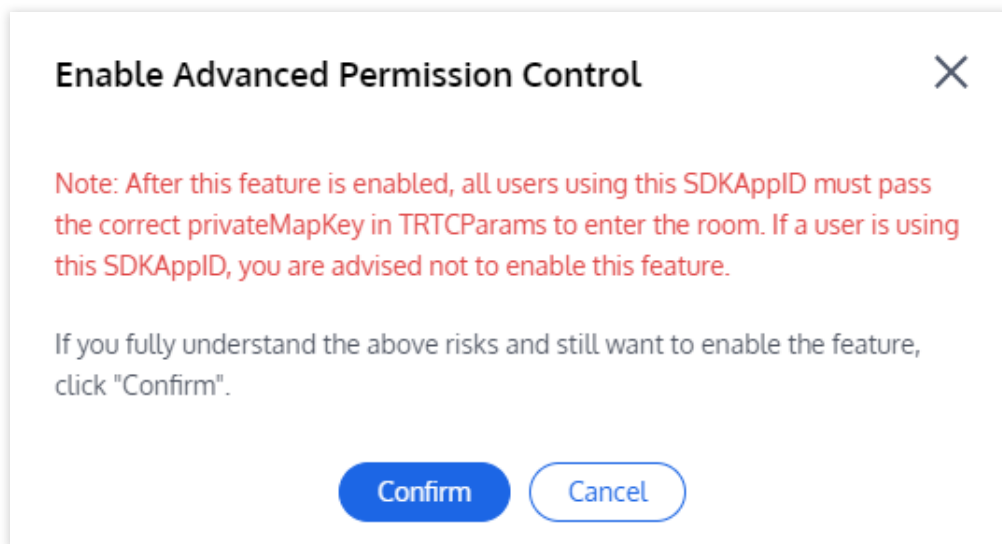 Enable Advanced Permission Control
Note: After this feature is enabled, all users using this SDKAppID must pass
the correct privateMapKey in TRTCParams to enter the room. If a user is using
this SDKAppID, you are advised not to enable this feature.
If you fully understand the above risks and still want to enable the feature,
click "Confirm".
Confirm
Cancel